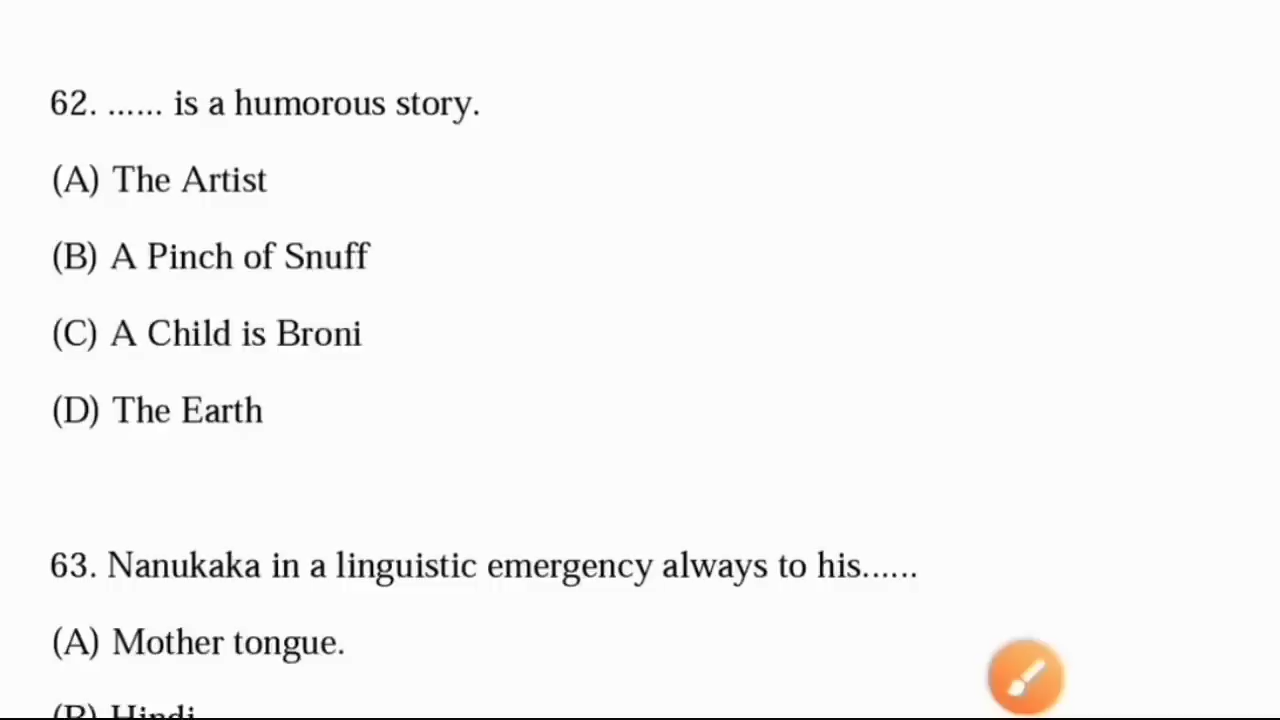 62. ...... is a humorous story.
(A) The Artist
(B) A Pinch of Snuff
(C) A Child is Broni
(D) The Earth
63. Nanukaka in a linguistic emergency always to his......
(A) Mother tongue.
(B) Hindi